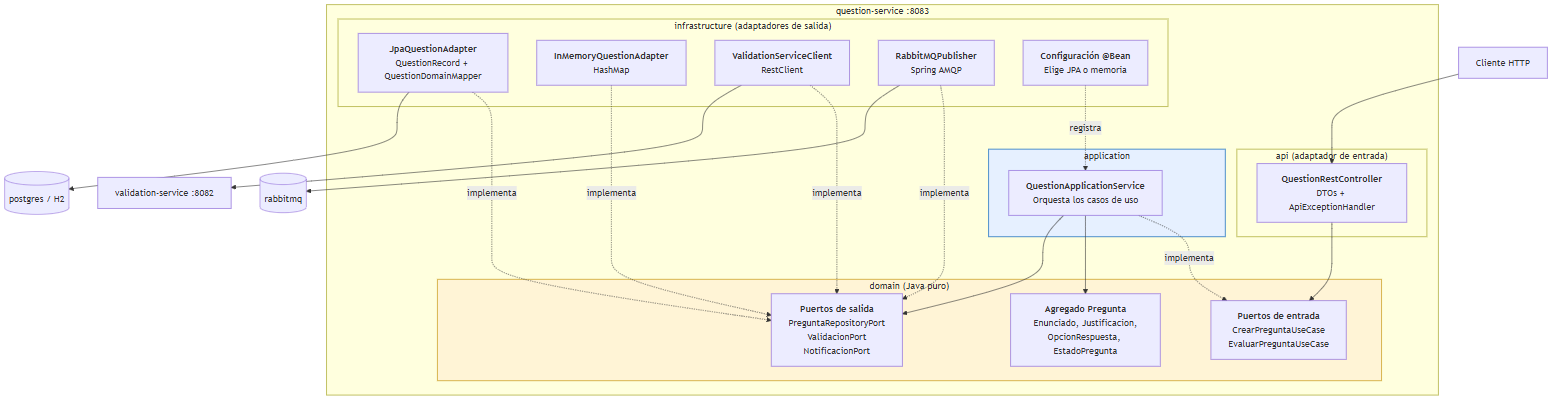 question-service :8083
infrastructure (adaptadores de salida)
JpaQuestionAdapter
QuestionRecord +
QuestionDomainMapper
InMemoryQuestionAdapter
HashMap
ValidationServiceClient
RestClient
RabbitMQPublisher
Spring AMQP
Configuración @Bean
Elige JPA o memoria
Cliente HTTP
registra
application
api (adaptador de entrada)
postgres / H2
validation-service :8082
rabbitmq
implementa
implementa
implementa
implementa
QuestionApplicationService
Orquesta los casos de uso
QuestionRestController
DTOs +
ApiExceptionHandler
implementa
domain (Java puro)
Puertos de salida
PreguntaRepositoryPort
ValidacionPort
NotificacionPort
Agregado Pregunta
Enunciado, Justificacion,
OpcionRespuesta,
EstadoPregunta
Puertos de entrada
CrearPreguntaUseCase
EvaluarPreguntaUseCase